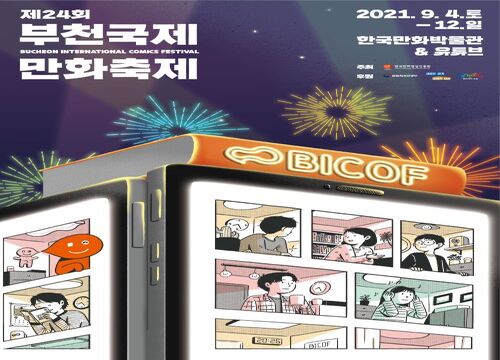 제24회
부천국제
BUCHEON INTERNATIONAL COMICS FESTIVAL
만화축제
2021. 9. 4.토
— 12.일
한국만화박물관
& 유튜브
주최
후원
BICOF
BICOF